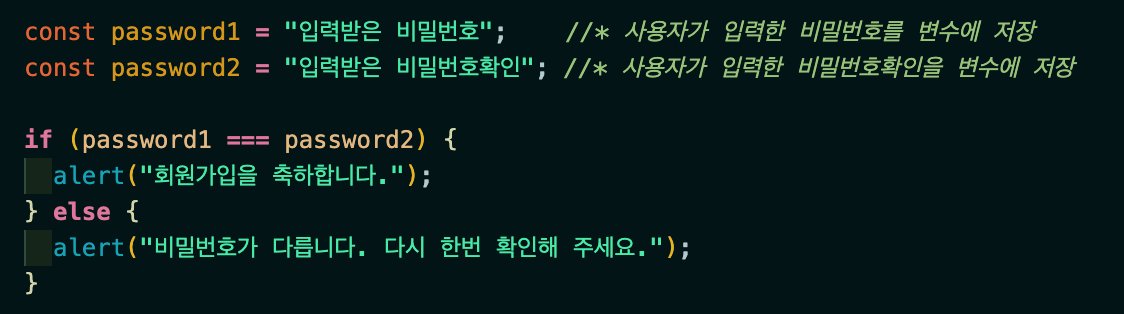 const password1 = "입력받은 비밀번호";    //* 사용자가 입력한 비밀번호를 변수에 저장
const password2 = "입력받은 비밀번호확인"; //* 사용자가 입력한 비밀번호확인을 변수에 저장
if (password1 === password2) {
  alert("회원가입을 축하합니다.");
} else {
  alert("비밀번호가 다릅니다. 다시 한번 확인해 주세요.");
}